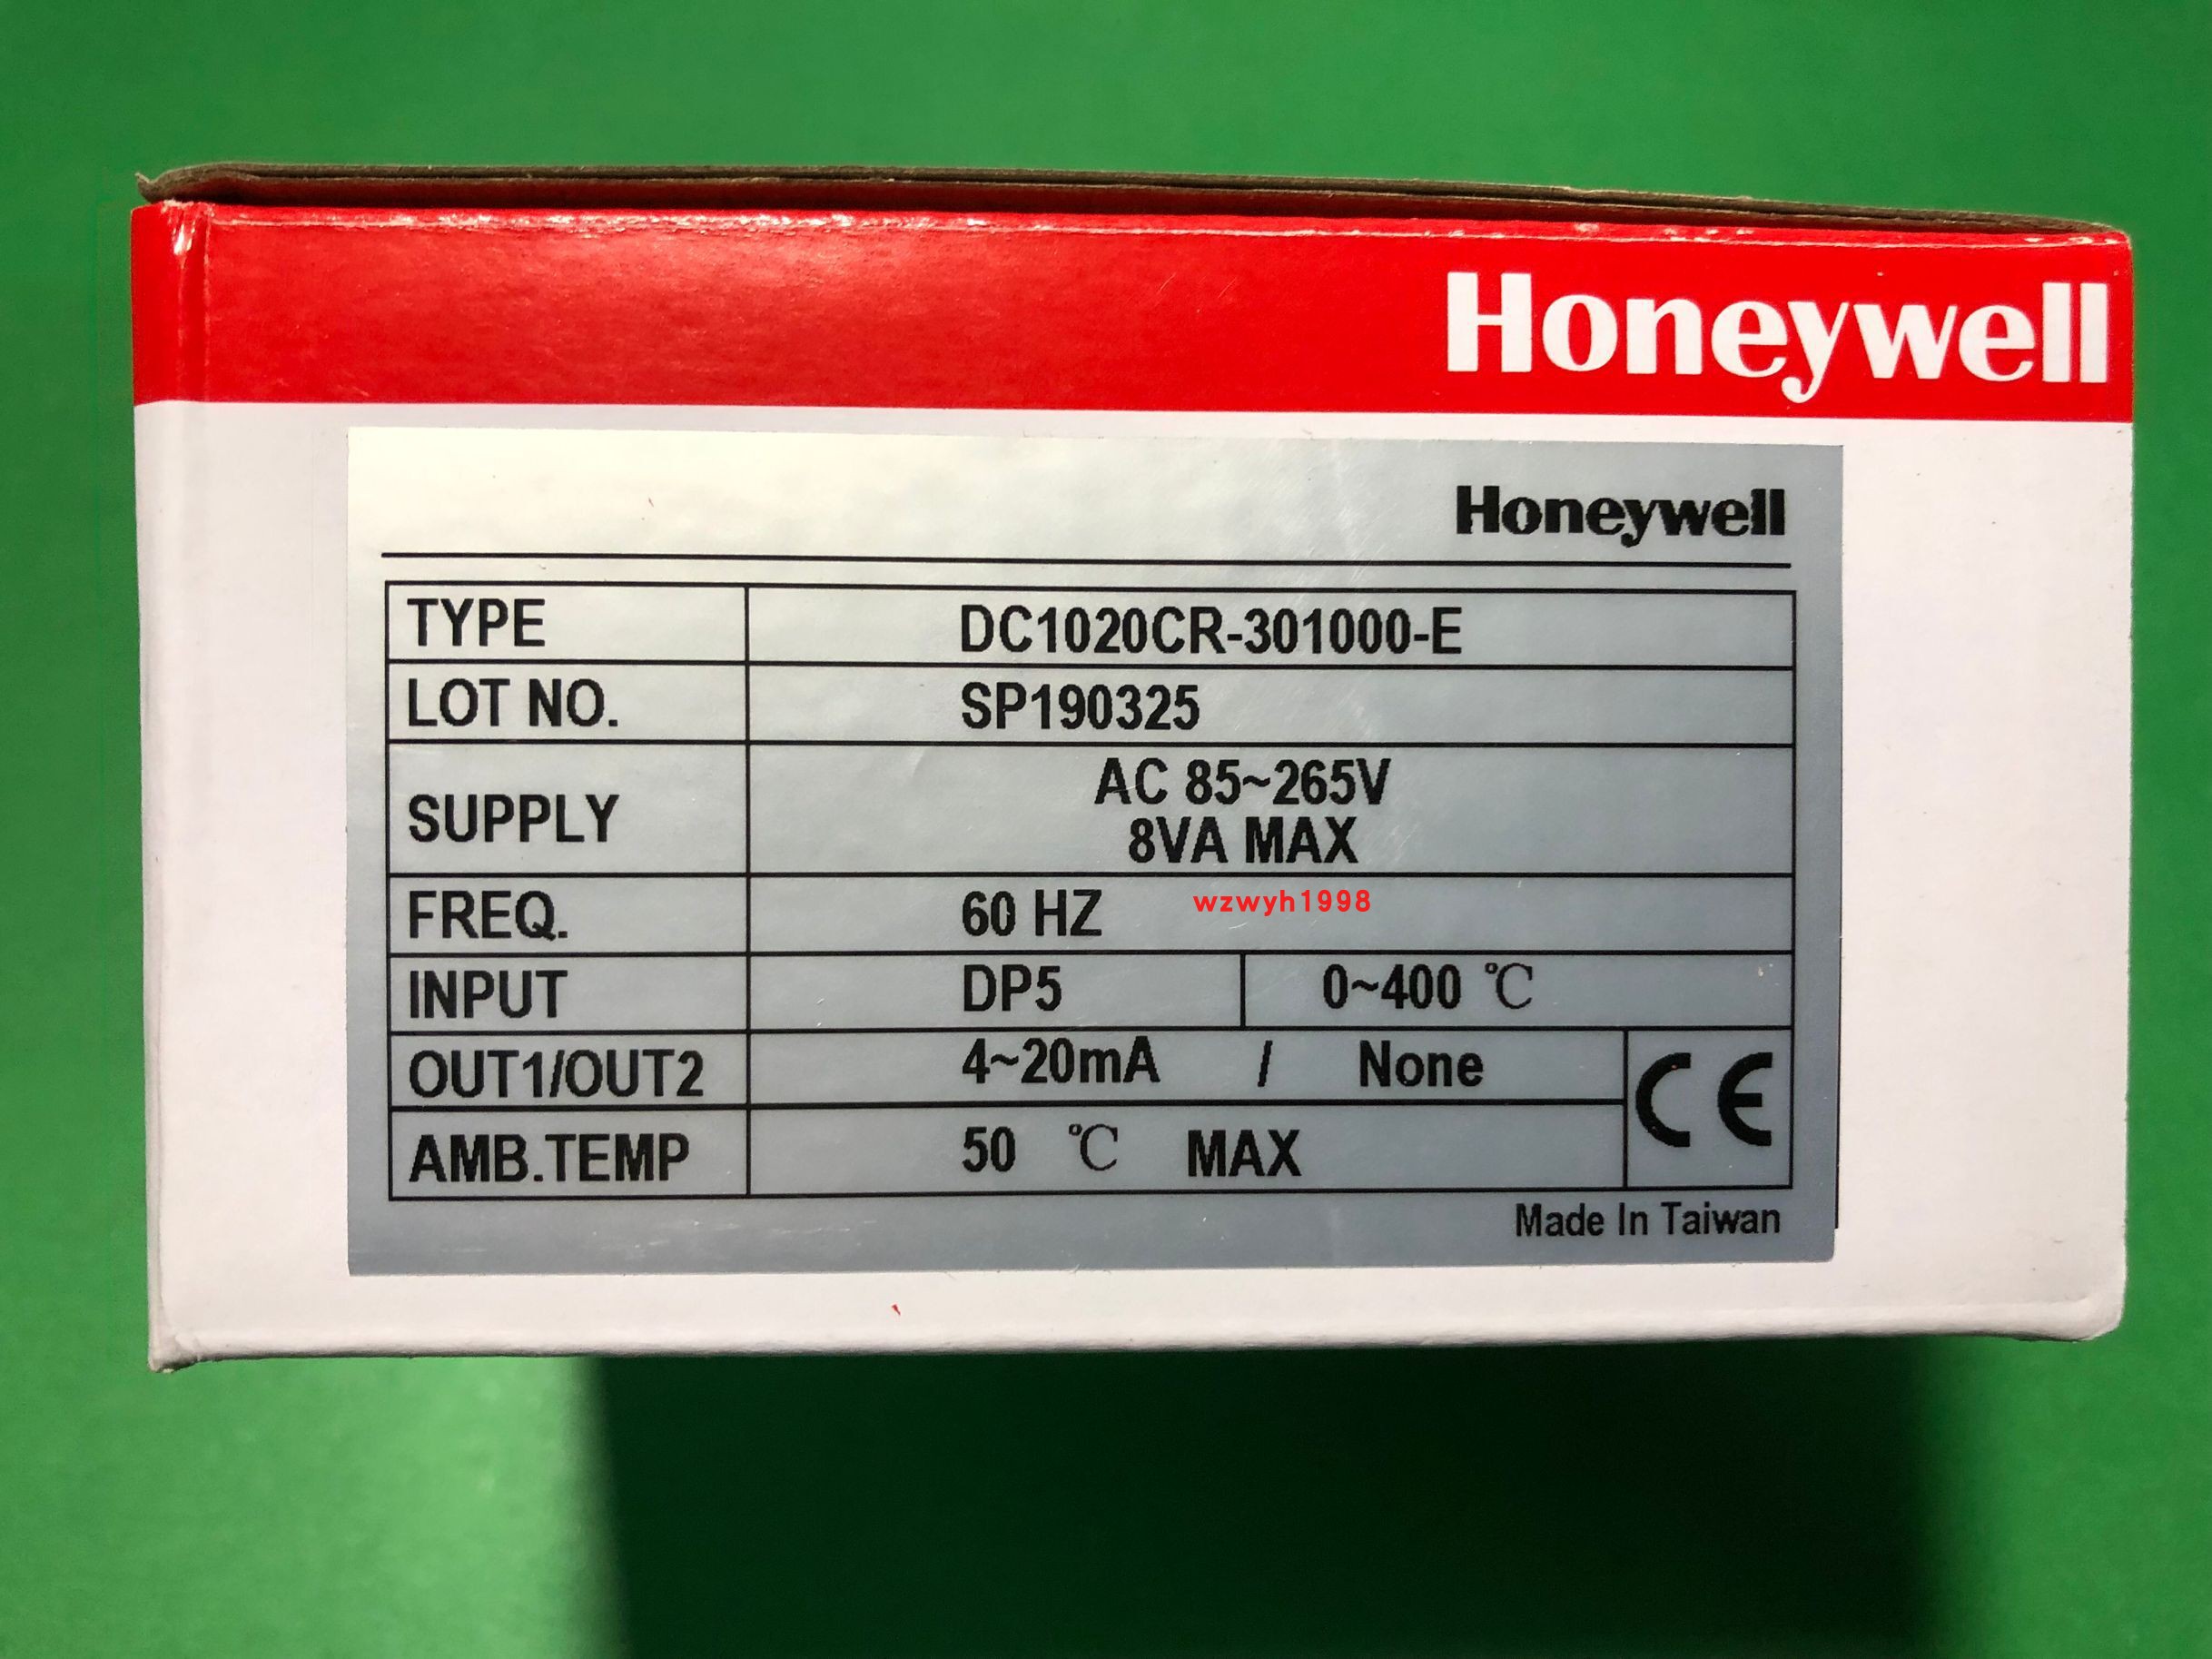 Honeywell
Honeywell
TYPE DC1020CR-301000-E
LOT NO. SP190325
SUPPLY AC 85~265V
8VA MAX
FREQ. 60 HZ wzwyh1998
INPUT DP5 0~400 ℃
OUT1/OUT2 4~20mA / None
CE
AMB.TEMP 50 ℃ MAX
Made In Taiwan